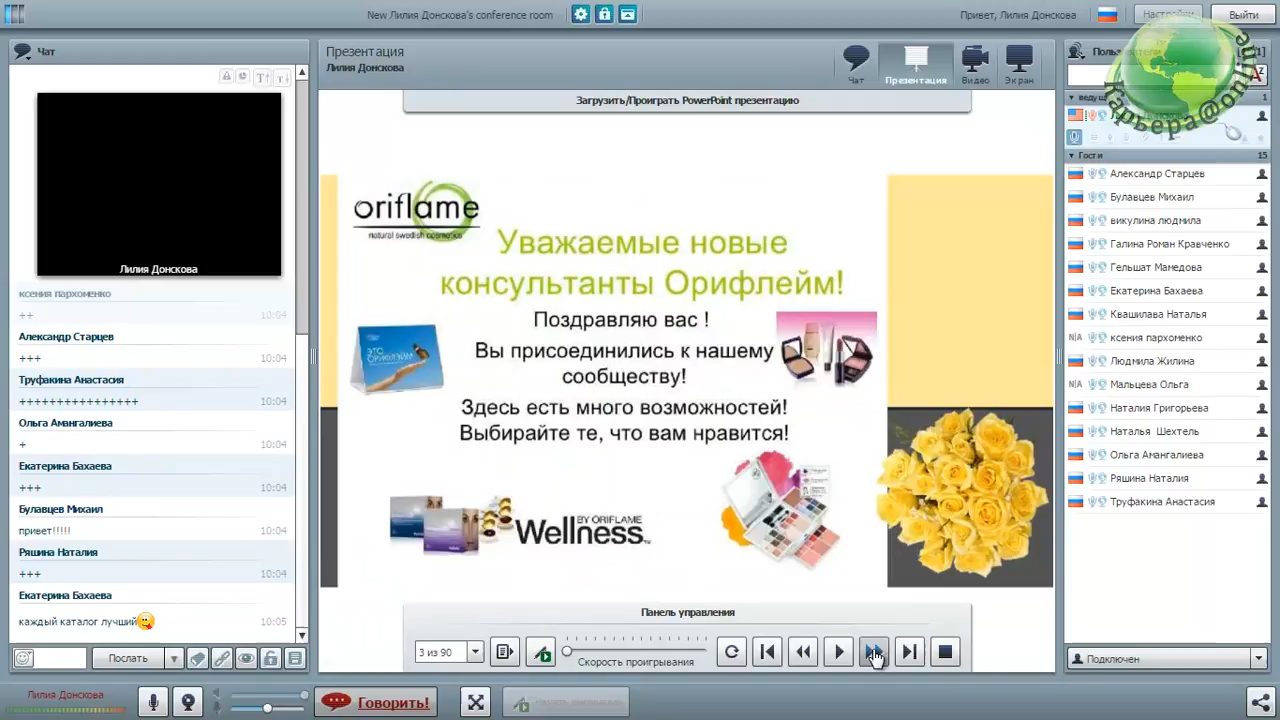 New Лилия Донскова's conference room
Привет, Лилия Донскова
Настройки
Выйти
Чат
Лилия Донскова
ксения пархоменко
++
10:04
Александр Старцев
+++
10:04
Труфакина Анастасия
++++++++++++++++
10:04
Ольга Амангалиева
+
10:04
Екатерина Бахаева
+++
10:04
Булавцев Михаил
привет!!!!!
10:04
Ряшина Наталия
+++
10:04
Екатерина Бахаева
каждый каталог лучший
10:05
Послать
Презентация
Лилия Донскова
Чат
Презентация
Видео
Экран
Загрузить/Проиграть PowerPoint презентацию
oriflame
natural swedish cosmetics
Уважаемые новые
консультанты Орифлейм!
Поздравляю вас !
Вы присоединились к нашему
сообществу!
Здесь есть много возможностей!
Выбирайте те, что вам нравится!
ЭТО
ОРИФЛЭЙМ
BY ORIFLAME
Wellness
TM
Панель управления
3 из 90
Скорость проигрывания
карьера@online
Гости
15
Александр Старцев
Булавцев Михаил
викулина людмила
Галина Роман Кравченко
Гельшат Мамедова
Екатерина Бахаева
Квашилава Наталья
N/A ксения пархоменко
Людмила Жилина
N/A Мальцева Ольга
Наталия Григорьева
Наталья Шехтель
Ольга Амангалиева
Ряшина Наталия
Труфакина Анастасия
Подключен
Лилия Донскова
Говорить!